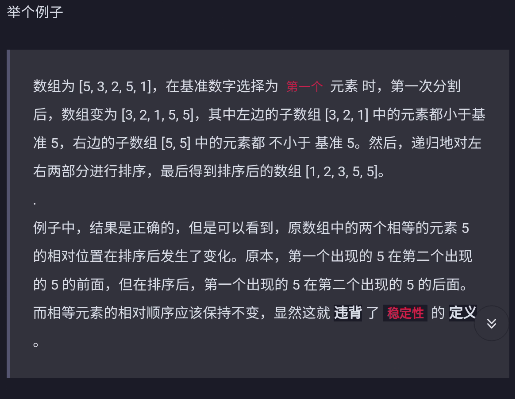 举个例子
数组为 [5, 3, 2, 5, 1]，在基准数字选择为 第一个 元素 时，第一次分割
后，数组变为 [3, 2, 1, 5, 5]，其中左边的子数组 [3, 2, 1] 中的元素都小于基
准 5，右边的子数组 [5, 5] 中的元素都 不小于 基准 5。然后，递归地对左
右两部分进行排序，最后得到排序后的数组 [1, 2, 3, 5, 5]。
.
例子中，结果是正确的，但是可以看到，原数组中的两个相等的元素 5
的相对位置在排序后发生了变化。原本，第一个出现的 5 在第二个出现
的 5 的前面，但在排序后，第一个出现的 5 在第二个出现的 5 的后面。
而相等元素的相对顺序应该保持不变，显然这就 违背 了 稳定性 的 定义
。